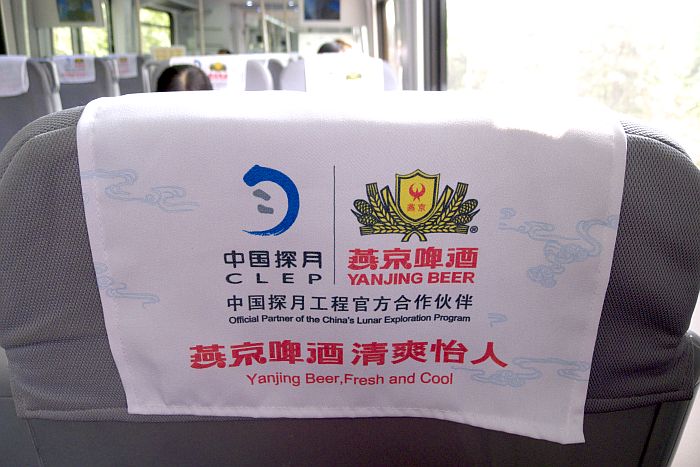 中国探月
CLEP
燕京
燕京啤酒
YANJING BEER
®
中国探月工程官方合作伙伴
Official Partner of the China's Lunar Exploration Program
燕京啤酒 清爽怡人
Yanjing Beer,Fresh and Cool